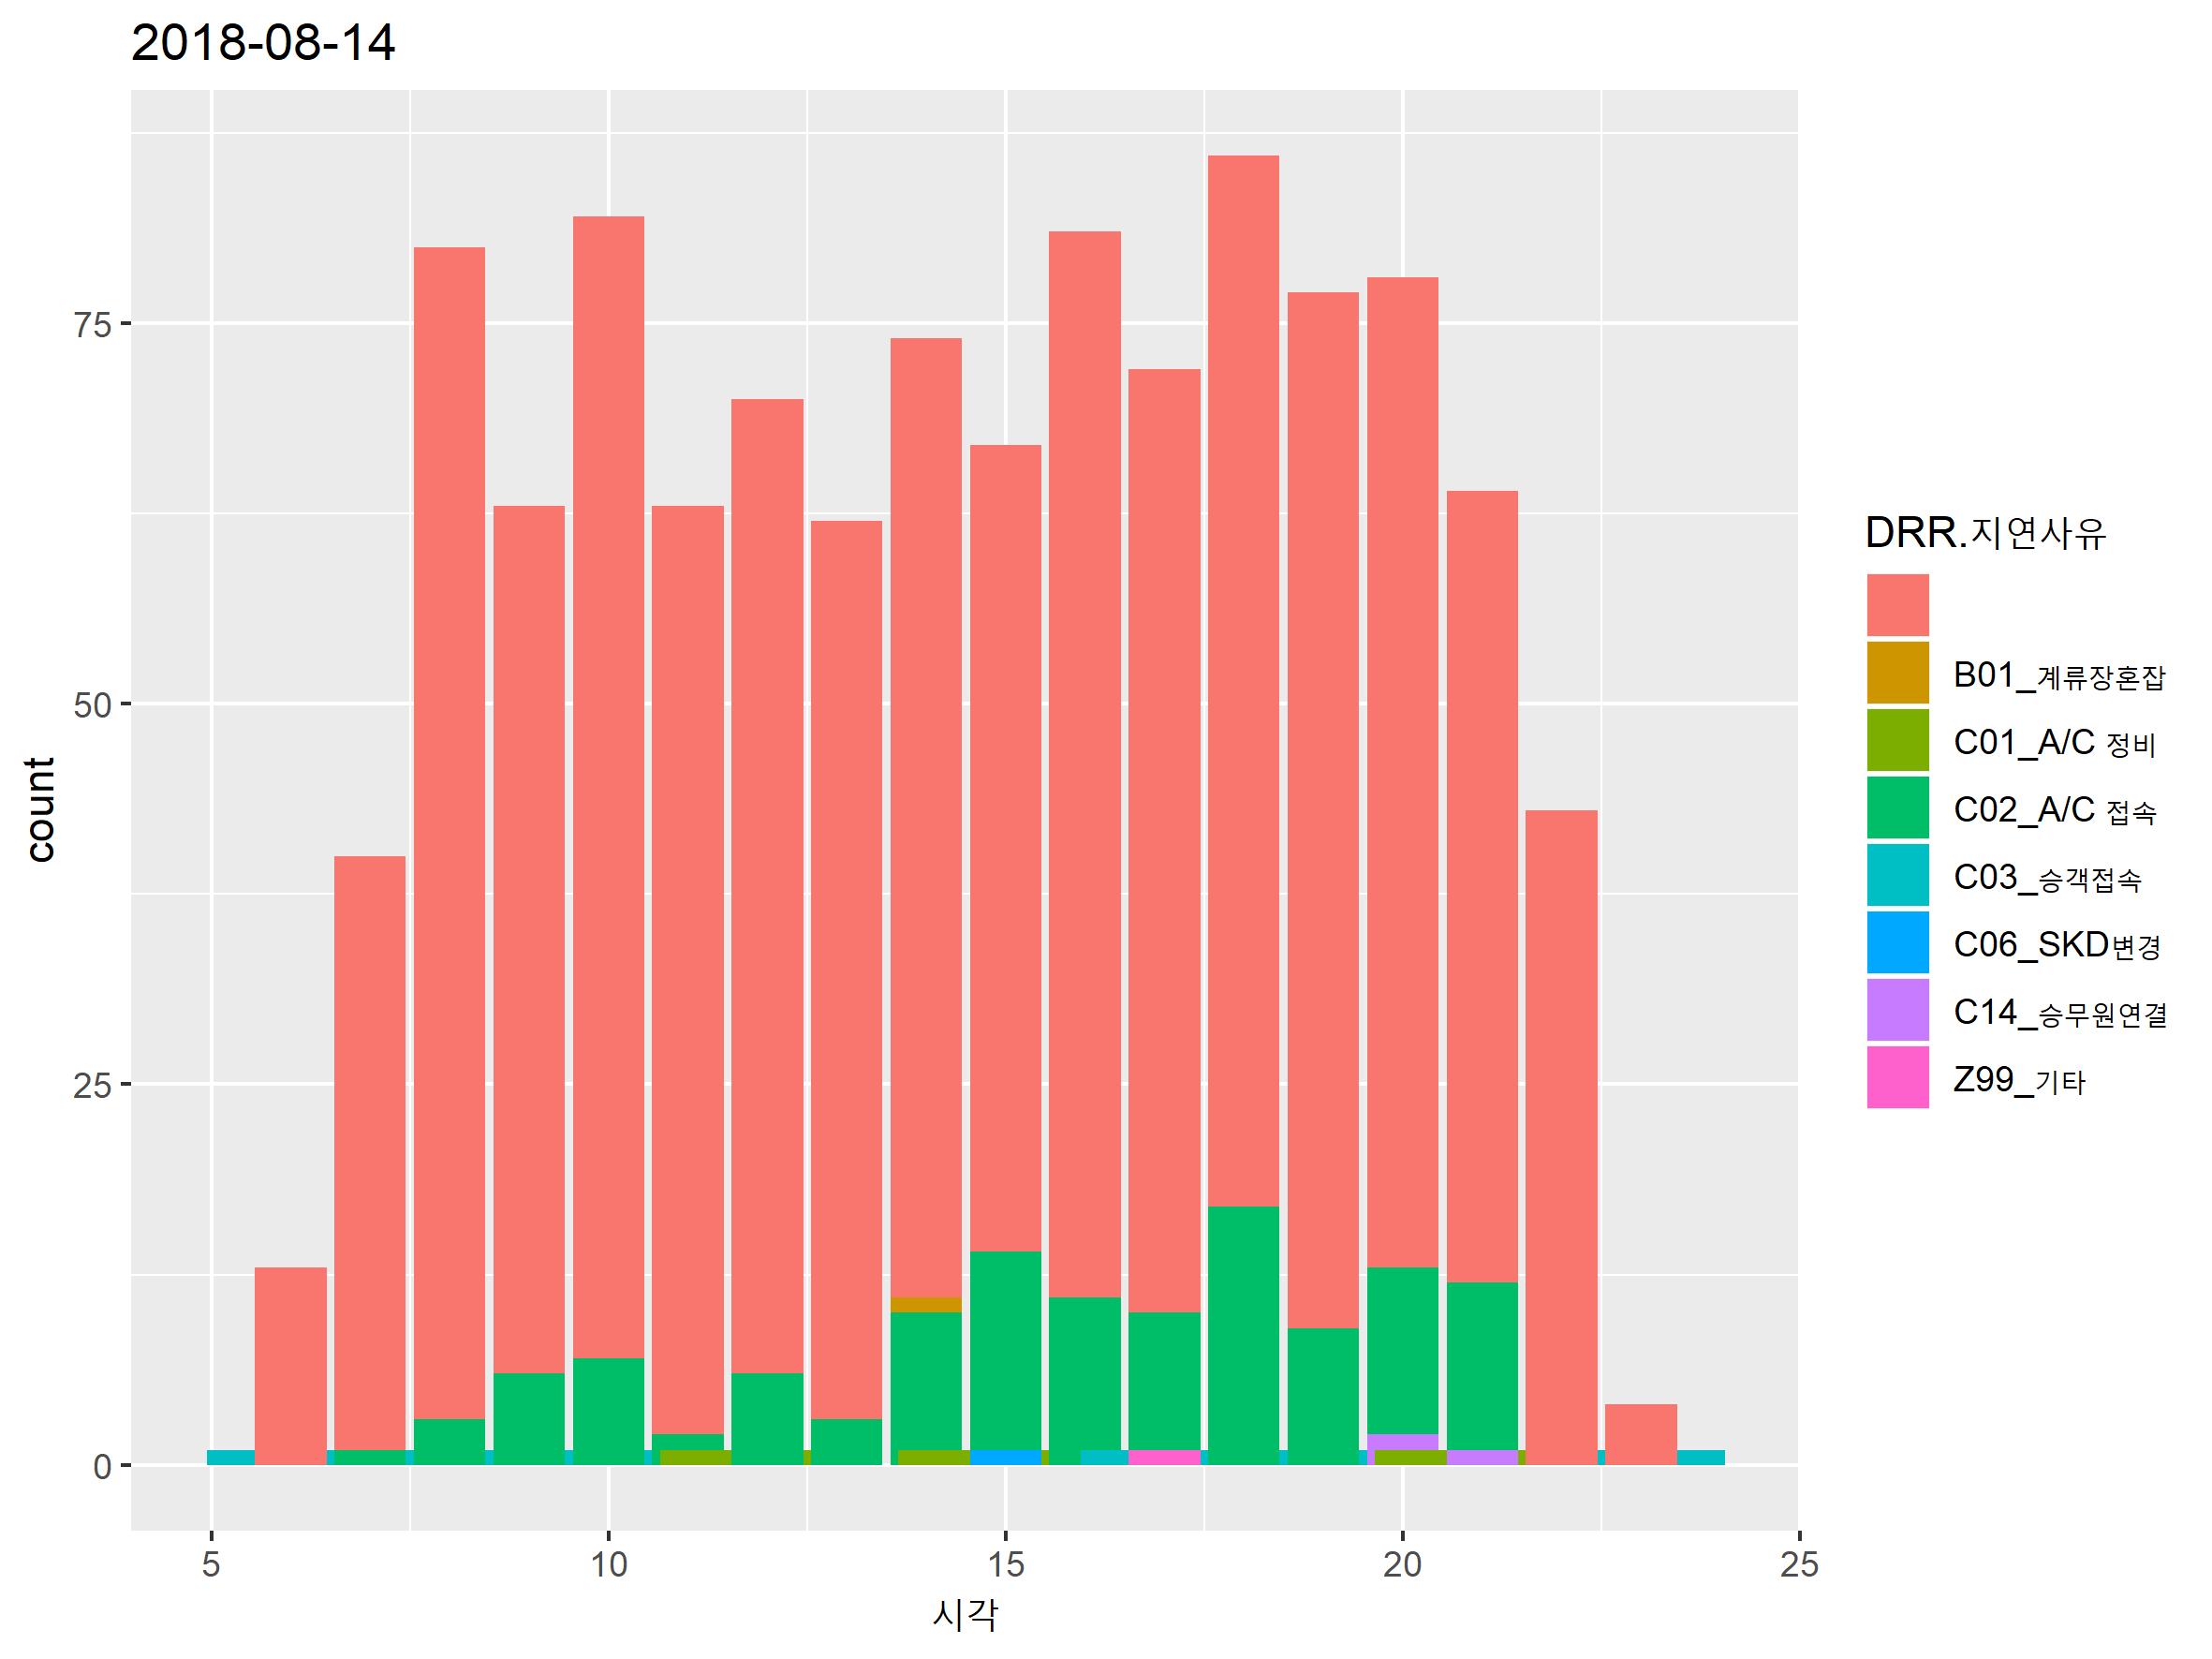 2018-08-14
75
50
25
0
count
5 10 15 20 25
시각
DRR.지연사유
B01_계류장혼잡
C01_A/C 정비
C02_A/C 접속
C03_승객접속
C06_SKD변경
C14_승무원연결
Z99_기타